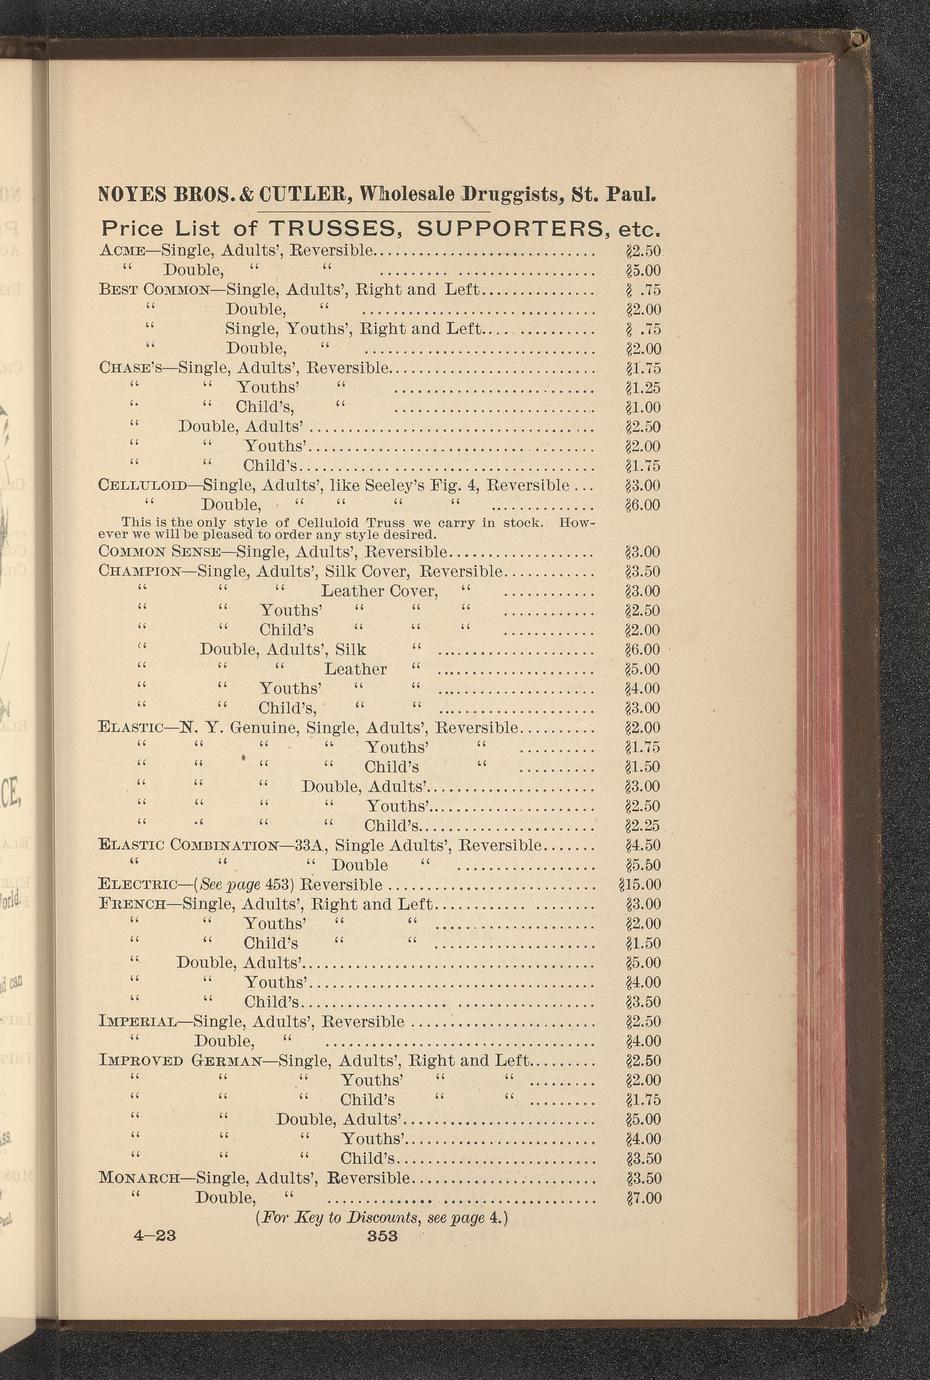 NOYES BROS. & CUTLER, Wholesale Druggists, St. Paul.
Price List of TRUSSES, SUPPORTERS, etc.
ACME—Single, Adults', Reversible.................................. $2.50
“ Double, “ “ .................................. $5.00
BEST COMMON—Single, Adults', Right and Left................ $ .75
“ Double, “ .................................. $2.00
“ Single, Youths', Right and Left................ $ .75
“ Double, “ .................................. $2.00
CHASE'S—Single, Adults', Reversible................................ $1.75
“ “ Youths' “ .............................. $1.25
“ “ Child's, “ .............................. $1.00
“ Double, Adults' .......................................... $2.50
“ “ Youths'.......................................... $2.00
“ “ Child's............................................ $1.75
CELLULOID—Single, Adults', like Seeley's Fig. 4, Reversible ... $3.00
“ Double, “ “ “ “ ............... $6.00
This is the only style of Celluloid Truss we carry in stock. How-
ever we will be pleased to order any style desired.
COMMON SENSE—Single, Adults', Reversible...................... $3.00
CHAMPION—Single, Adults', Silk Cover, Reversible............ $3.50
“ “ “ Leather Cover, “ ............ $3.00
“ “ Youths' “ “ “ ............ $2.50
“ “ Child's “ “ “ ............ $2.00
“ Double, Adults', Silk “ ....................... $6.00
“ “ “ Leather “ ....................... $5.00
“ “ Youths' “ “ ....................... $4.00
“ “ Child's, “ “ ....................... $3.00
ELASTIC—N. Y. Genuine, Single, Adults', Reversible.......... $2.00
“ “ “ “ Youths' “ .......... $1.75
“ “ “ “ Child's “ .......... $1.50
“ “ “ Double, Adults'......................... $3.00
“ “ “ “ Youths'......................... $2.50
“ “ “ “ Child's.......................... $2.25
ELASTIC COMBINATION—33A, Single Adults', Reversible....... $4.50
“ “ “ Double “ .................... $5.50
ELECTRIC—(See page 453) Reversible .............................. $15.00
FRENCH—Single, Adults', Right and Left........................ $3.00
“ “ Youths' “ “ ........................ $2.00
“ “ Child's “ “ ........................ $1.50
“ Double, Adults'........................................... $5.00
“ “ Youths'.......................................... $4.00
“ “ Child's........................................... $3.50
IMPERIAL—Single, Adults', Reversible ........................... $2.50
“ Double, “ ....................................... $4.00
IMPROVED GERMAN—Single, Adults', Right and Left......... $2.50
“ “ “ Youths' “ “ .......... $2.00
“ “ “ Child's “ “ .......... $1.75
“ “ Double, Adults'............................ $5.00
“ “ “ Youths'............................ $4.00
“ “ “ Child's............................. $3.50
MONARCH—Single, Adults', Reversible........................... $3.50
“ Double, “ ....................................... $7.00
(For Key to Discounts, see page 4.)
4–23 353